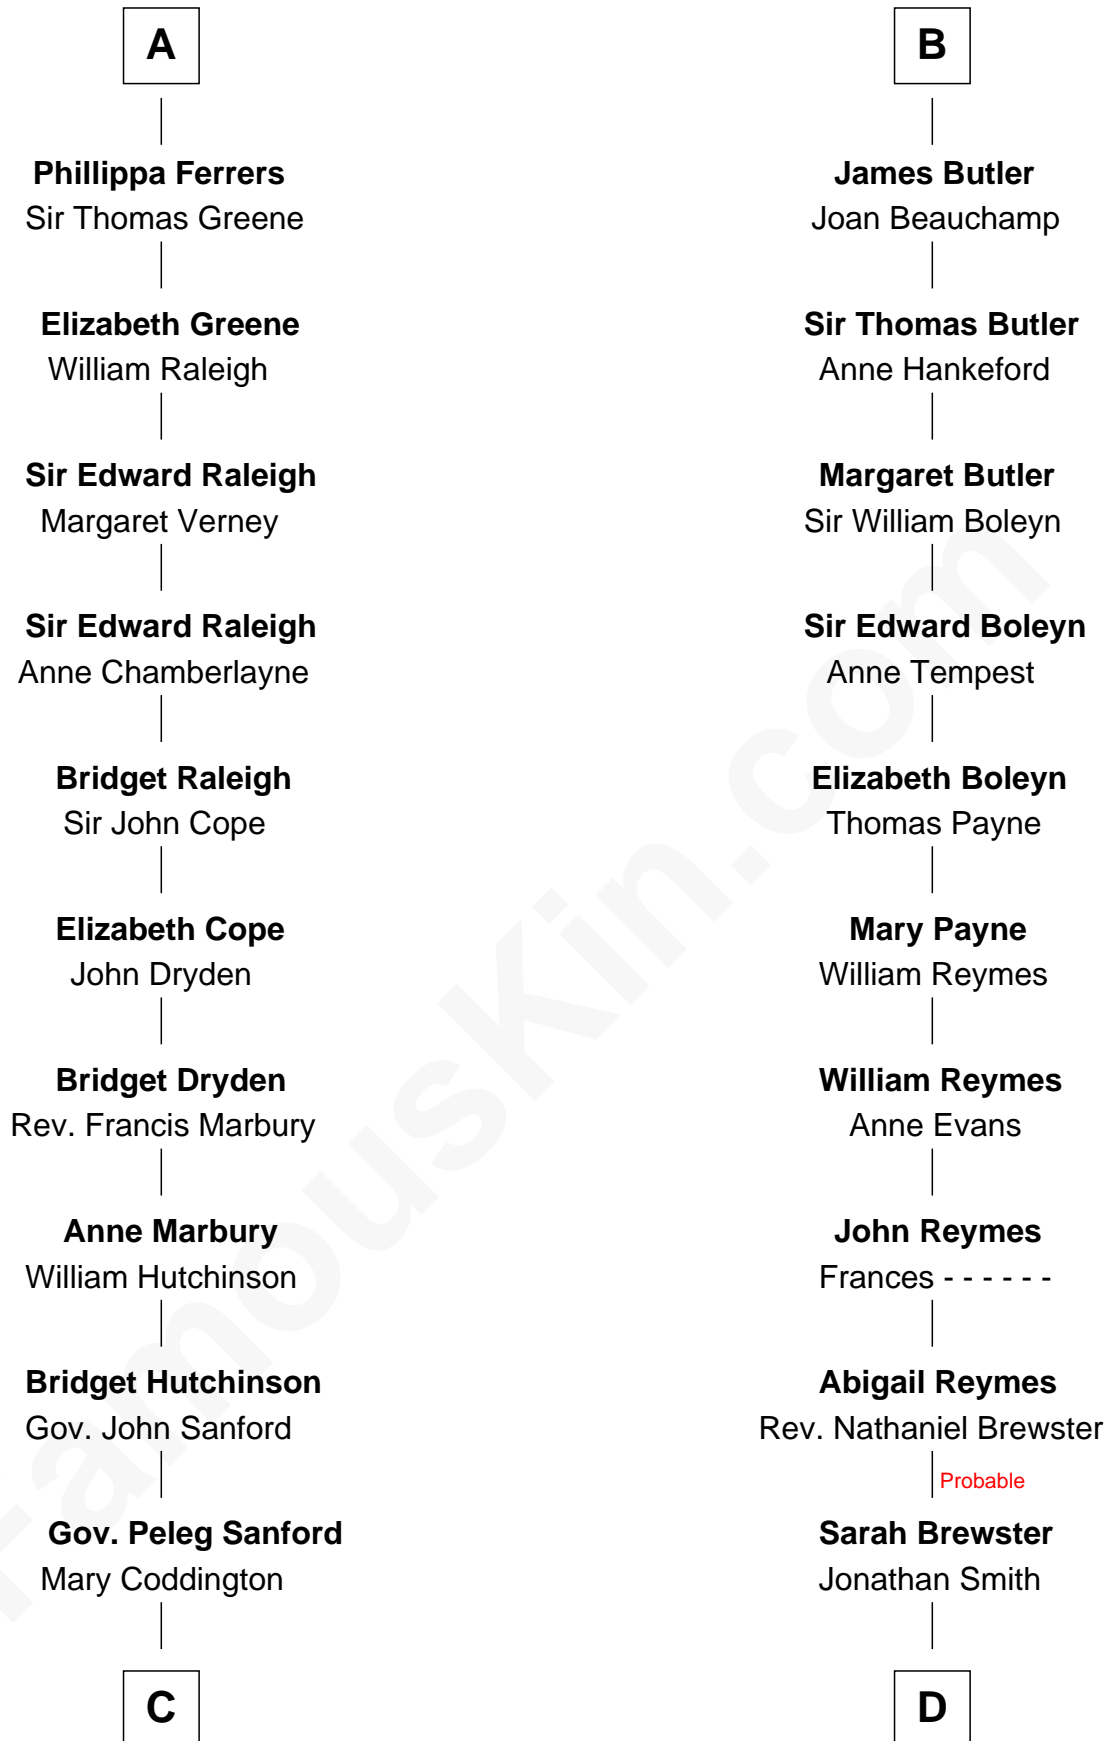 A
Phillippa Ferrers
Sir Thomas Greene
Elizabeth Greene
William Raleigh
Sir Edward Raleigh
Margaret Verney
Sir Edward Raleigh
Anne Chamberlayne
Bridget Raleigh
Sir John Cope
Elizabeth Cope
John Dryden
Bridget Dryden
Rev. Francis Marbury
Anne Marbury
William Hutchinson
Bridget Hutchinson
Gov. John Sanford
Gov. Peleg Sanford
Mary Coddington
C
B
James Butler
Joan Beauchamp
Sir Thomas Butler
Anne Hankeford
Margaret Butler
Sir William Boleyn
Sir Edward Boleyn
Anne Tempest
Elizabeth Boleyn
Thomas Payne
Mary Payne
William Reymes
William Reymes
Anne Evans
John Reymes
Frances - - - - - -
Abigail Reymes
Rev. Nathaniel Brewster
Probable
Sarah Brewster
Jonathan Smith
D
FamousKin.com